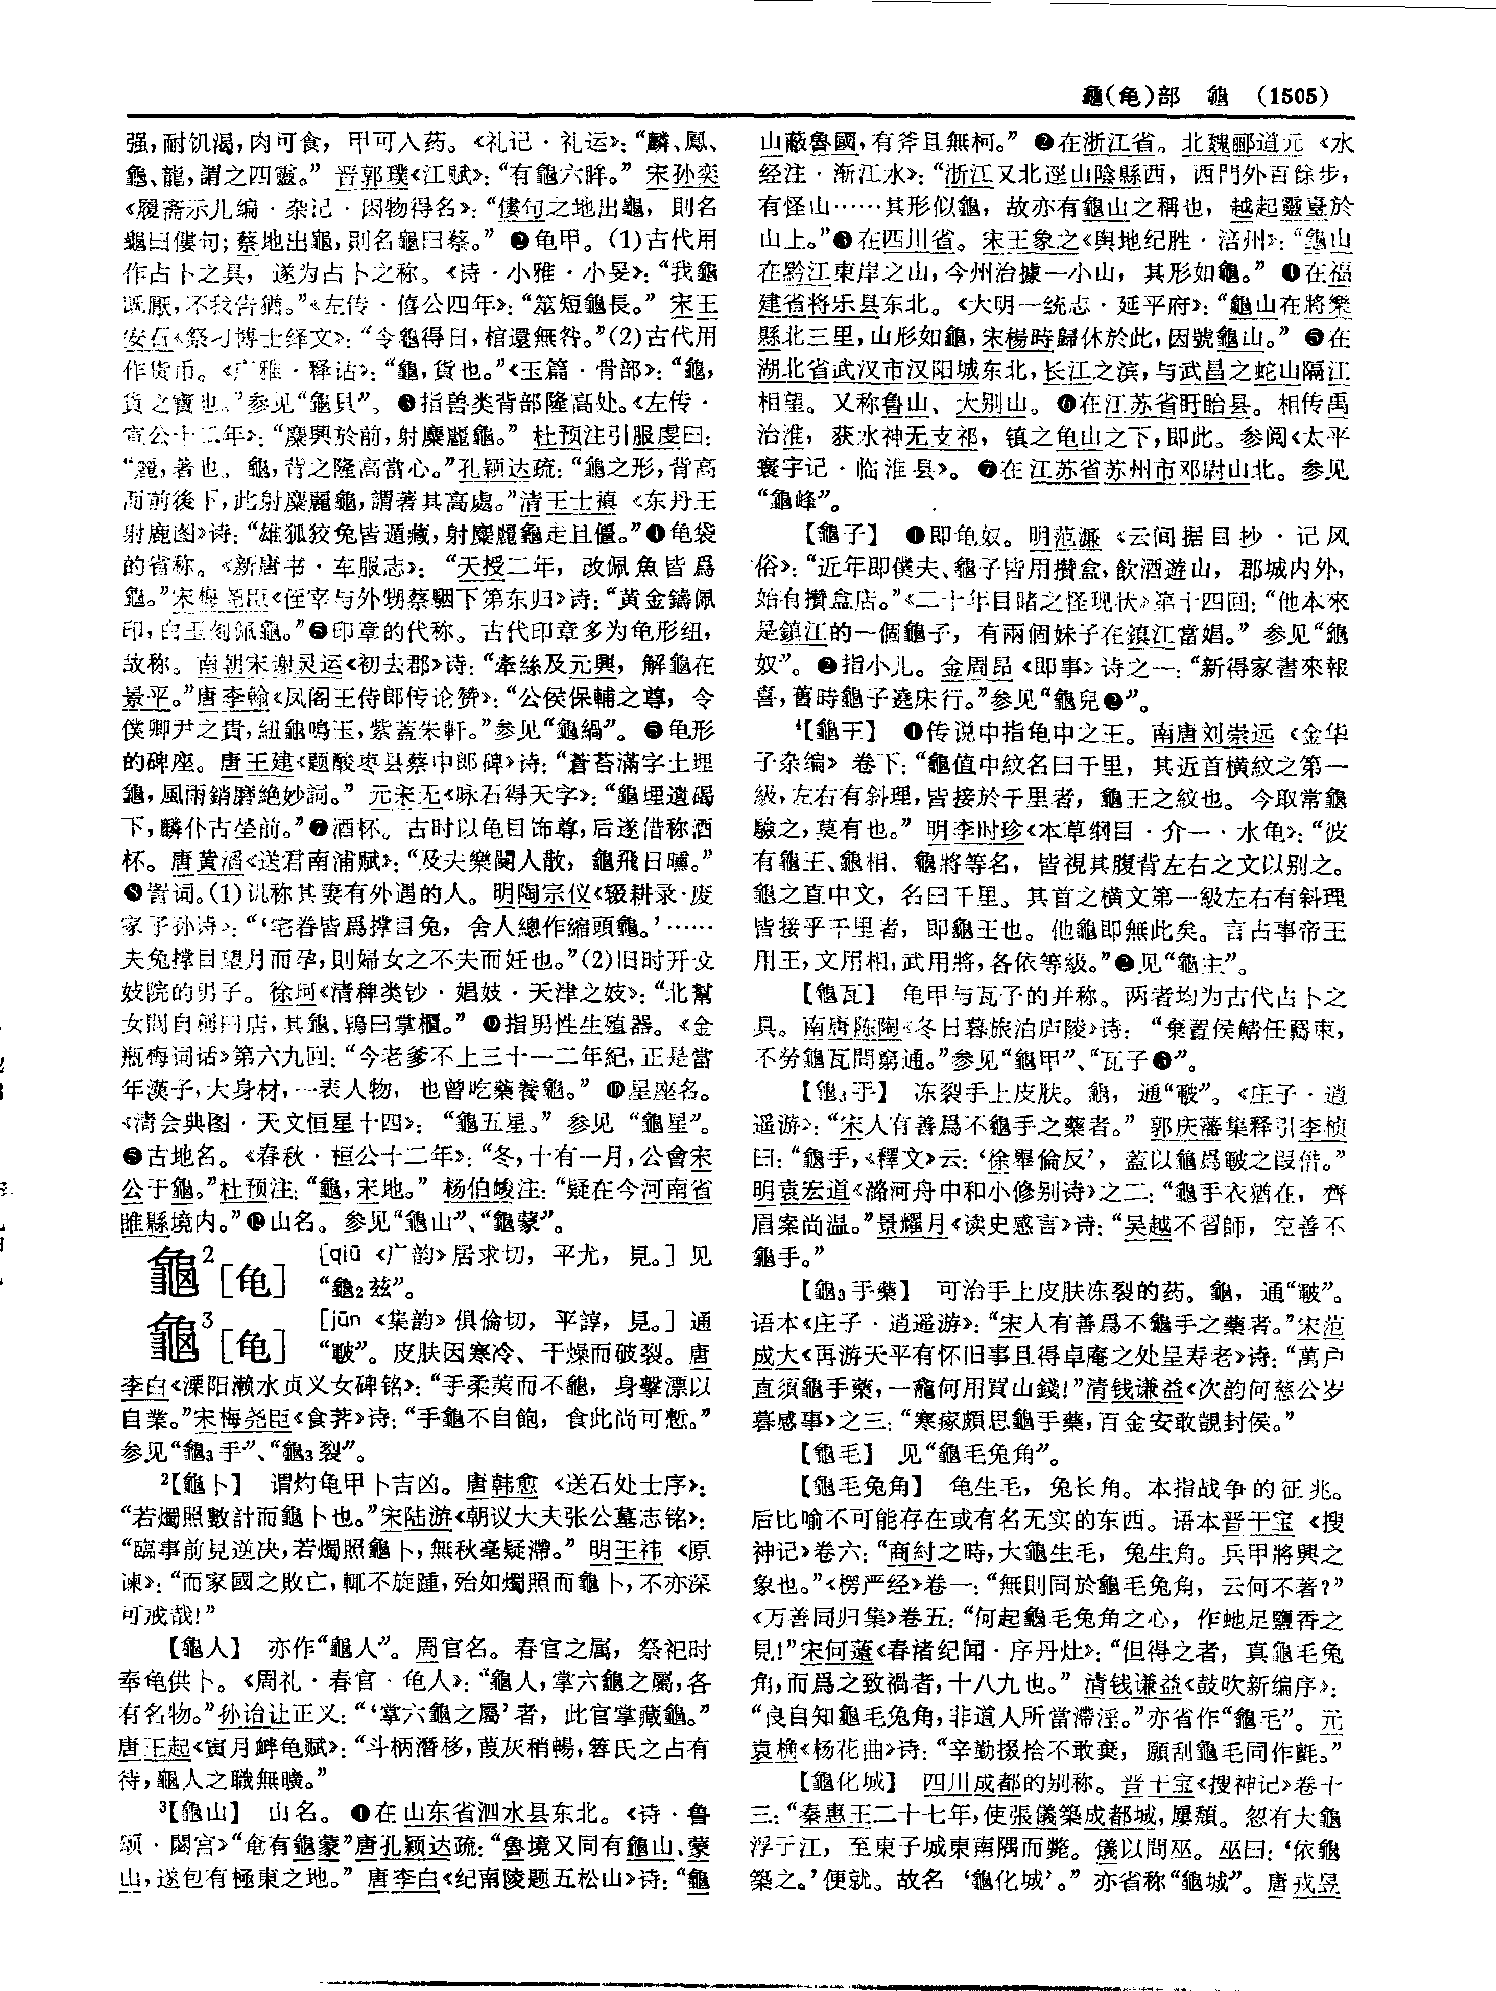 龜(龟)部 龜 (1505)
强,耐饥渴,肉可食，甲可入药。《礼记·礼运》:“麟、鳳、
龜、龍,謂之四靈。”晋郭璞《江赋》:“有龜六眸。”宋孙奕
《履斋示儿编·杂记·因物得名》:“僂句之地出龜，則名
龜曰僂句;蔡地出龜,則名龜曰蔡。”❷龟甲。(1)古代用
作占卜之具，遂为占卜之称。《诗·小雅·小旻》:“我龜
既厭,不我告猶。”《左传·僖公四年》:“筮短龜長。”宋王
安石《祭刁博士绎文》:“令龜得日,棺還無咎。”(2)古代用
作货币。《广雅·释诂》:“龜,貨也。”《玉篇·骨部》:“龜,
貨之寶也。”参见“龜貝”。❸指兽类背部隆高处。《左传·
宣公十二年》:“麋興於前,射麋麗龜。”杜预注引服虔曰:
“麗,著也。龜,背之隆高當心。”孔颖达疏:“龜之形,背高
而前後下,此射麋麗龜,謂著其高處。”清王士禛《东丹王
射鹿图》诗:“雄狐狡兔皆遁藏,射麋麗龜走且僵。”❹龟袋
的省称。《新唐书·车服志》:“天授二年，改佩魚皆爲
龜。”宋梅尧臣《侄宰与外甥蔡駰下第东归》诗:“黄金鑄佩
印,白玉刻佩龜。”❺印章的代称。古代印章多为龟形纽,
故称。南朝宋谢灵运《初去郡》诗:“牽絲及元興，解龜在
景平。”唐李翰《凤阁王侍郎传论赞》:“公侯保輔之尊，令
僕卿尹之貴,紐龜鳴玉,紫蓋朱軒。”参见“龜緺”。❻龟形
的碑座。唐王建《题酸枣县蔡中郎碑》诗:“蒼苔滿字土埋
龜,風雨銷磨絶妙詞。”元宋无《咏石得天字》:“龜埋遺碣
下,麟仆古塋前。”❼酒杯。古时以龟目饰尊,后遂借称酒
杯。唐黄滔《送君南浦赋》:“及夫樂闋人散，龜飛日曛。”
❽詈词。(1)讥称其妻有外遇的人。明陶宗仪《辍耕录·废
家子孙诗》:“‘宅眷皆爲撑目兔，舍人總作縮頭龜。’……
夫兔撑目望月而孕,則婦女之不夫而妊也。”(2)旧时开设
妓院的男子。徐珂《清稗类钞·娼妓·天津之妓》:“北幫
女閭自稱曰店,其龜、鴇曰掌櫃。”❾指男性生殖器。《金
瓶梅词话》第六九回:“今老爹不上三十一二年紀,正是當
年漢子,大身材,一表人物，也曾吃藥養龜。”❿星座名。
《清会典图·天文恒星十四》:“龜五星。”参见“龜星”。
⓫古地名。《春秋·桓公十二年》:“冬,十有一月,公會宋
公于龜。”杜预注:“龜,宋地。”杨伯峻注:“疑在今河南省
睢縣境内。”⓬山名。参见“龜山”、“龜蒙”。
龜²[龟] [qiū《广韵》居求切，平尤，見。]见
“龜₂兹”。
龜³[龟] [jūn《集韵》俱倫切，平諄，見。]通
“皸”。皮肤因寒冷、干燥而破裂。唐
李白《溧阳濑水贞义女碑铭》:“手柔荑而不龜，身擊漂以
自業。”宋梅尧臣《食荠》诗:“手龜不自飽，食此尚可慙。”
参见“龜₃手”、“龜₃裂”。
²【龜卜】 谓灼龟甲卜吉凶。唐韩愈《送石处士序》:
“若燭照數計而龜卜也。”宋陆游《朝议大夫张公墓志铭》:
“臨事前見逆决,若燭照龜卜,無秋毫疑滯。”明王祎《原
谏》:“而家國之敗亡,輒不旋踵,殆如燭照而龜卜,不亦深
可戒哉!”
【龜人】 亦作“龜人”。周官名。春官之属，祭祀时
奉龟供卜。《周礼·春官·龟人》:“龜人,掌六龜之屬,各
有名物。”孙诒让正义:“‘掌六龜之屬’者，此官掌藏龜。”
唐王起《寅月衅龟赋》:“斗柄潛移,葭灰稍暢,簭氏之占有
待,龜人之職無曠。”
³【龜山】 山名。❶在山东省泗水县东北。《诗·鲁
颂·閟宫》“奄有龜蒙”唐孔颖达疏:“魯境又同有龜山、蒙
山,遂包有極東之地。”唐李白《纪南陵题五松山》诗:“龜
山蔽魯國,有斧且無柯。”❷在浙江省。北魏郦道元《水
经注·渐江水》:“浙江又北逕山陰縣西，西門外百餘步,
有怪山……其形似龜，故亦有龜山之稱也，越起靈臺於
山上。”❸在四川省。宋王象之《舆地纪胜·涪州》:“龜山
在黔江東岸之山,今州治據一小山，其形如龜。”❹在福
建省将乐县东北。《大明一统志·延平府》:“龜山在將樂
縣北三里,山形如龜,宋楊時歸休於此,因號龜山。”❺在
湖北省武汉市汉阳城东北,长江之滨,与武昌之蛇山隔江
相望。又称鲁山、大别山。❻在江苏省盱眙县。相传禹
治淮，获水神无支祁，镇之龟山之下,即此。参阅《太平
寰宇记·临淮县》。❼在江苏省苏州市邓尉山北。参见
“龜峰”。
【龜子】 ❶即龟奴。明范濂《云间据目抄·记风
俗》:“近年即僕夫、龜子皆用攢盒,飲酒遊山，郡城内外,
始有攢盒店。”《二十年目睹之怪现状》第十四回:“他本來
是鎮江的一個龜子，有兩個妹子在鎮江當娼。”参见“龜
奴”。❷指小儿。金周昂《即事》诗之一:“新得家書來報
喜,舊時龜子遶床行。”参见“龜兒❷”。
⁴【龜王】 ❶传说中指龟中之王。南唐刘崇远《金华
子杂编》卷下:“龜值中紋名曰千里，其近首橫紋之第一
級,左右有斜理,皆接於千里者，龜王之紋也。今取常龜
驗之,莫有也。”明李时珍《本草纲目·介一·水龟》:“彼
有龜王、龜相、龜將等名，皆視其腹背左右之文以别之。
龜之直中文，名曰千里。其首之橫文第一級左右有斜理
皆接乎千里者，即龜王也。他龜即無此矣。言占事帝王
用王,文用相,武用將,各依等級。”❷见“龜主”。
【龜瓦】 龟甲与瓦子的并称。两者均为古代占卜之
具。南唐陈陶《冬日暮旅泊庐陵》诗：“棄置侯鯖任羇束,
不勞龜瓦問窮通。”参见“龜甲”、“瓦子❸”。
【龜₃手】 冻裂手上皮肤。龜，通“皸”。《庄子·逍
遥游》:“宋人有善爲不龜手之藥者。”郭庆藩集释引李桢
曰:“龜手,《釋文》云:‘徐舉倫反’，蓋以龜爲皸之叚借。”
明袁宏道《潞河舟中和小修别诗》之二:“龜手衣猶在，齊
眉案尚溫。”景耀月《读史感言》诗:“吴越不習師，空善不
龜手。”
【龜₃手藥】 可治手上皮肤冻裂的药。龜，通“皸”。
语本《庄子·逍遥游》:“宋人有善爲不龜手之藥者。”宋范
成大《再游天平有怀旧事且得卓庵之处呈寿老》诗:“萬户
直須龜手藥,一龕何用買山錢!”清钱谦益《次韵何慈公岁
暮感事》之三:“寒瘃頗思龜手藥,百金安敢覬封侯。”
【龜毛】 见“龜毛兔角”。
【龜毛兔角】 龟生毛，兔长角。本指战争的征兆。
后比喻不可能存在或有名无实的东西。语本晋干宝《搜
神记》卷六:“商紂之時,大龜生毛，兔生角。兵甲將興之
象也。”《楞严经》卷一:“無則同於龜毛兔角，云何不著?”
《万善同归集》卷五:“何起龜毛兔角之心，作虵足鹽香之
見!”宋何薳《春渚纪闻·序丹灶》:“但得之者，真龜毛兔
角,而爲之致禍者,十八九也。”清钱谦益《鼓吹新编序》:
“良自知龜毛兔角,非道人所當滯淫。”亦省作“龜毛”。元
袁桷《杨花曲》诗:“辛勤掇拾不敢棄，願刮龜毛同作氈。”
【龜化城】 四川成都的别称。晋干宝《搜神记》卷十
三:“秦惠王二十七年,使張儀築成都城,屢頽。忽有大龜
浮于江，至東子城東南隅而斃。儀以問巫。巫曰:‘依龜
築之。’便就。故名‘龜化城’。”亦省称“龜城”。唐戎昱